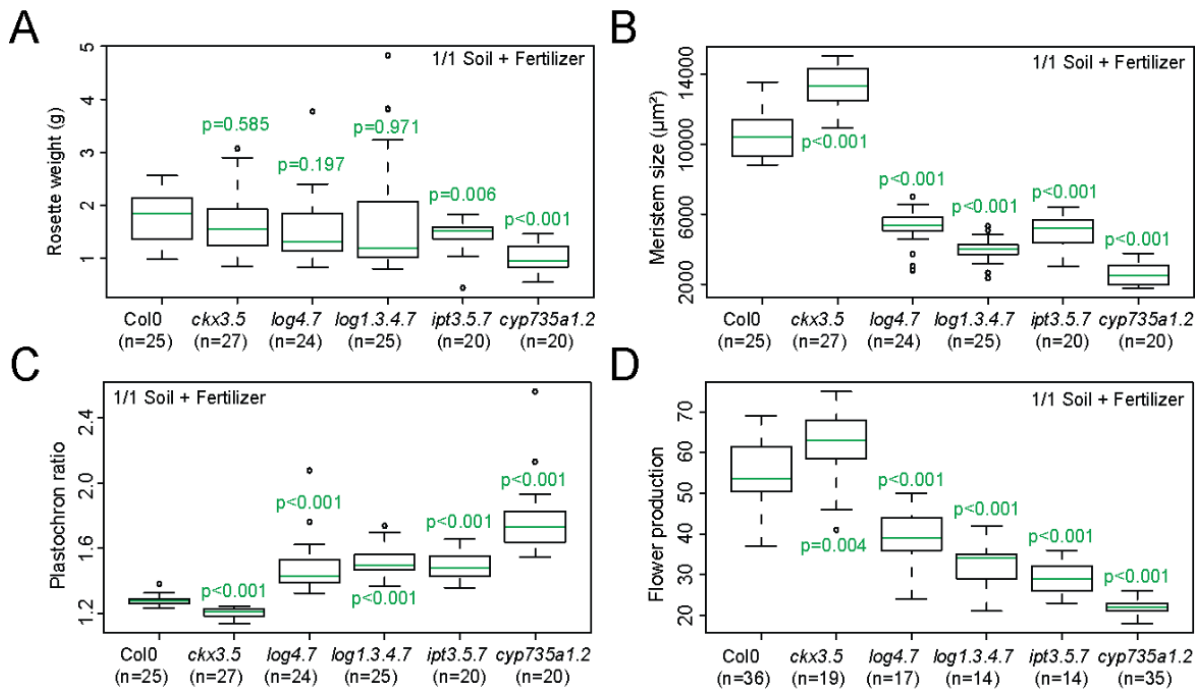 A
1/1 Soil + Fertilizer
Rosette weight (g)
5
4
3
2
1
p=0.585
p=0.197
p=0.971
p=0.006
p<0.001
Col0 ckx3.5 log4.7 log1.3.4.7 ipt3.5.7 cyp735a1.2
(n=25) (n=27) (n=24) (n=25) (n=20) (n=20)
B
1/1 Soil + Fertilizer
Meristem size (µm²)
14000
10000
6000
2000
p<0.001
p<0.001
p<0.001
p<0.001
p<0.001
Col0 ckx3.5 log4.7 log1.3.4.7 ipt3.5.7 cyp735a1.2
(n=25) (n=27) (n=24) (n=25) (n=20) (n=20)
C
1/1 Soil + Fertilizer
Plastochron ratio
2.4
2.0
1.6
1.2
p<0.001
p<0.001
p<0.001
p<0.001
p<0.001
Col0 ckx3.5 log4.7 log1.3.4.7 ipt3.5.7 cyp735a1.2
(n=25) (n=27) (n=24) (n=25) (n=20) (n=20)
D
1/1 Soil + Fertilizer
Flower production
70
60
50
40
30
20
p=0.004
p<0.001
p<0.001
p<0.001
p<0.001
Col0 ckx3.5 log4.7 log1.3.4.7 ipt3.5.7 cyp735a1.2
(n=36) (n=19) (n=17) (n=14) (n=14) (n=35)